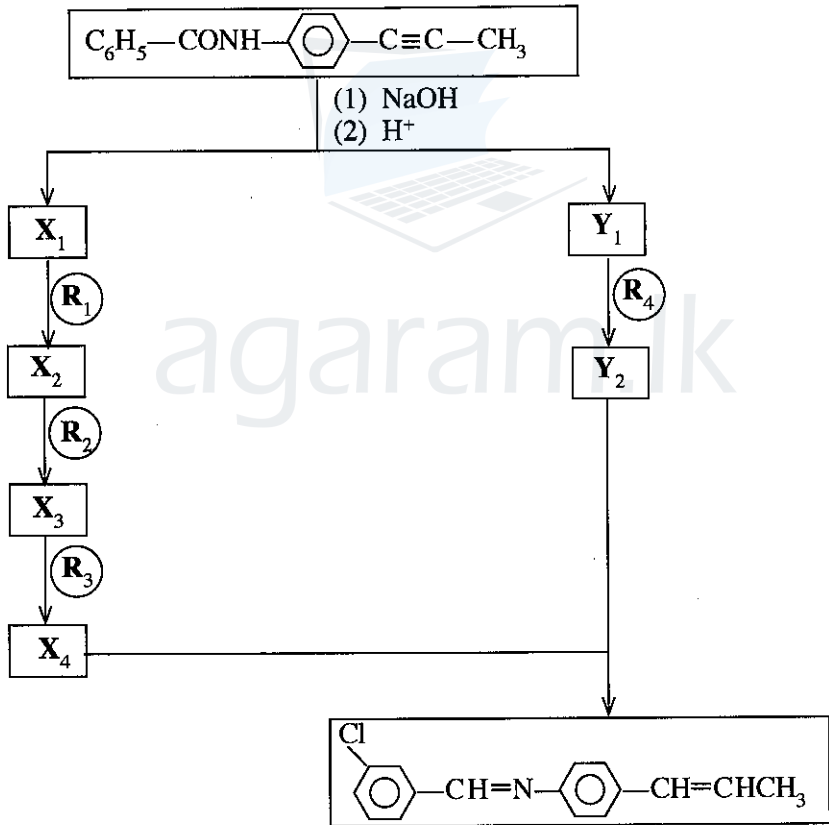 C₆H₅—CONH— —C≡C—CH₃
(1) NaOH
(2) H⁺
X₁ Y₁
R₁ R₄
agaram.lk
X₂ Y₂
R₂
X₃
R₃
X₄
Cl
—CH=N— —CH=CHCH₃